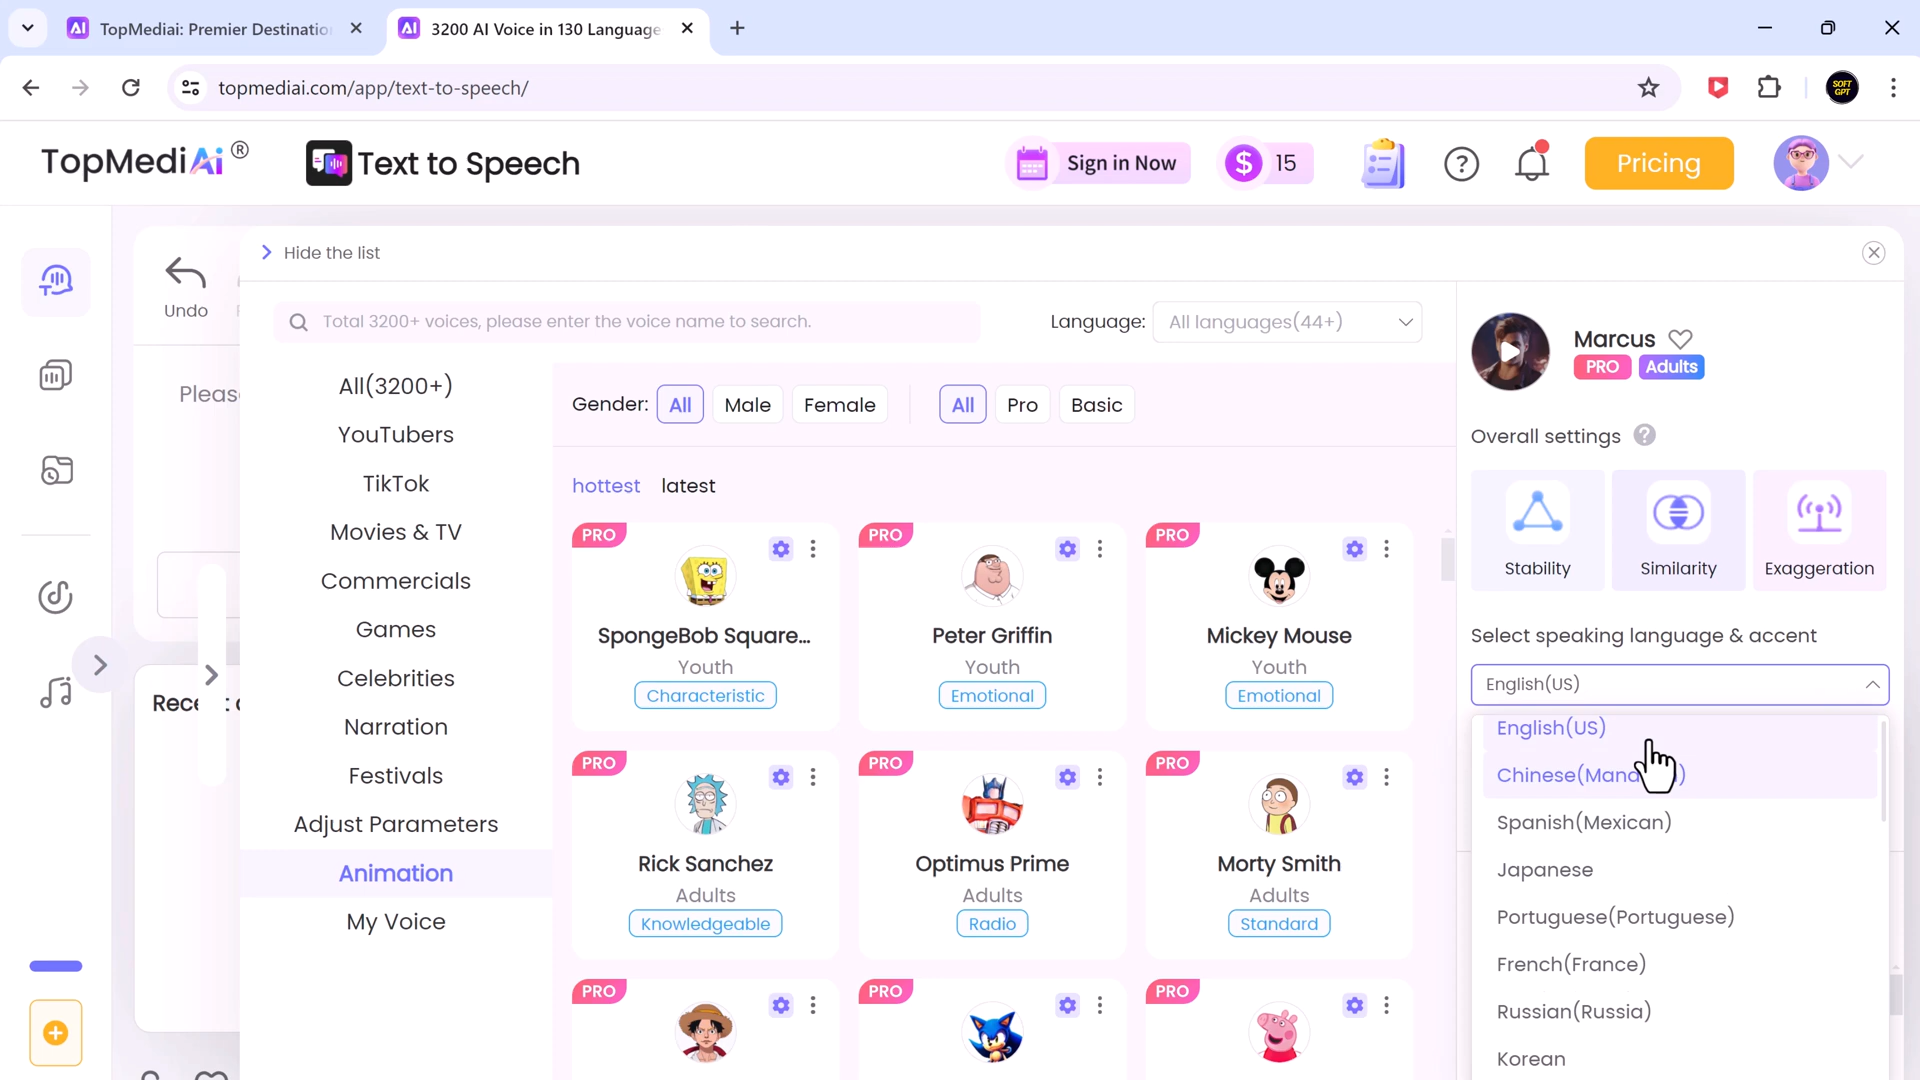 TopMediai: Premier Destinatio
3200 AI Voice in 130 Language
topmediai.com/app/text-to-speech/
SOFT
GPT
TopMediAi®
Text to Speech
Sign in Now
$ 15
Pricing
Hide the list
Undo
Total 3200+ voices, please enter the voice name to search.
Language: All languages(44+)
Marcus
PRO Adults
Pleas
All(3200+)
YouTubers
TikTok
Movies & TV
Commercials
Games
Celebrities
Narration
Festivals
Adjust Parameters
Animation
My Voice
Gender: All Male Female All Pro Basic
hottest latest
PRO
SpongeBob Square...
Youth
Characteristic
PRO
Peter Griffin
Youth
Emotional
PRO
Mickey Mouse
Youth
Emotional
PRO
Rick Sanchez
Adults
Knowledgeable
PRO
Optimus Prime
Adults
Radio
PRO
Morty Smith
Adults
Standard
PRO
PRO
PRO
Overall settings ?
Stability
Similarity
Exaggeration
Select speaking language & accent
English(US)
English(US)
Chinese(Mand
Spanish(Mexican)
Japanese
Portuguese(Portuguese)
French(France)
Russian(Russia)
Korean